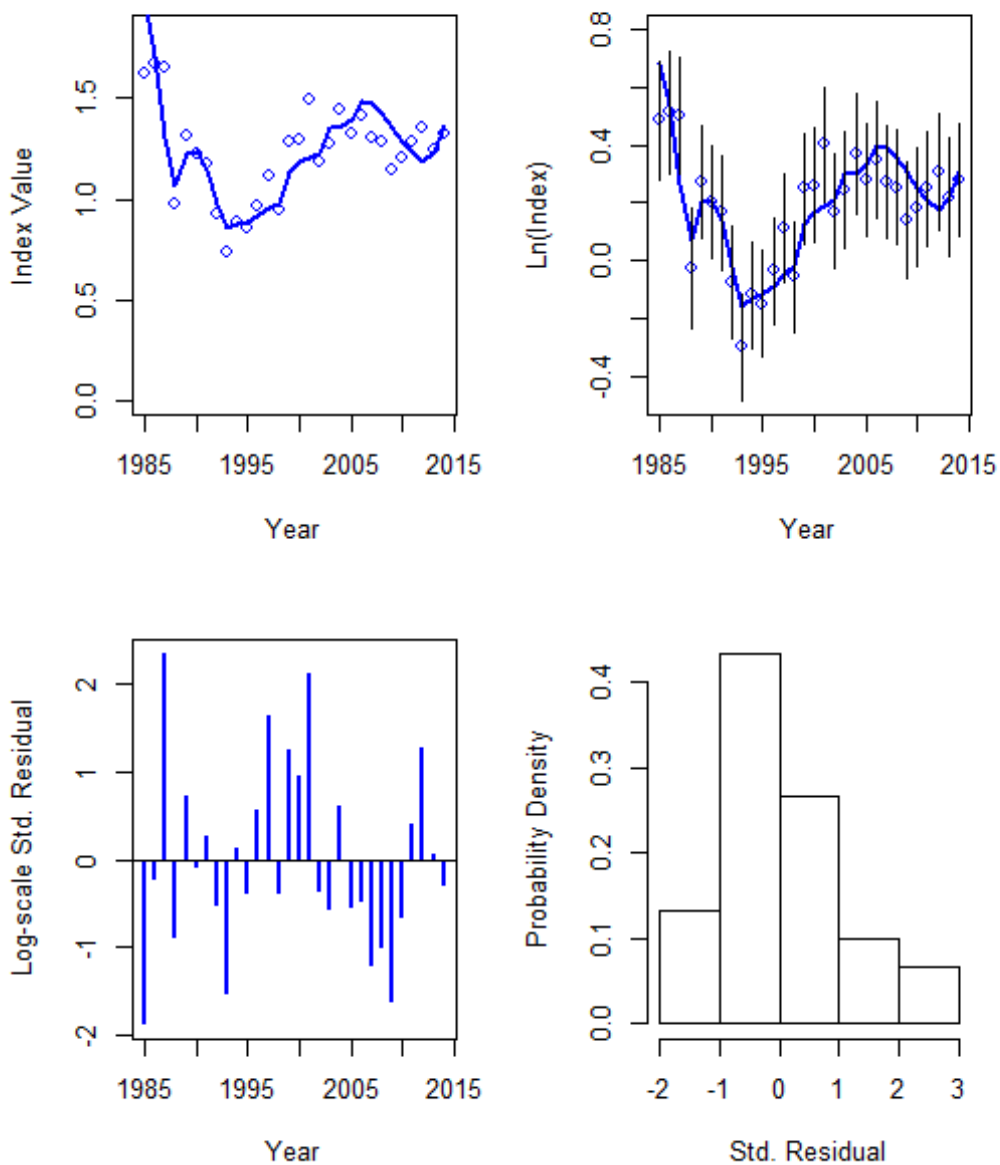 Index Value
1.5
1.0
0.5
0.0
1985 1995 2005 2015
Year
Ln(Index)
0.8
0.4
0.0
-0.4
1985 1995 2005 2015
Year
Log-scale Std. Residual
2
1
0
-1
-2
1985 1995 2005 2015
Year
Probability Density
0.4
0.3
0.2
0.1
0.0
-2 -1 0 1 2 3
Std. Residual